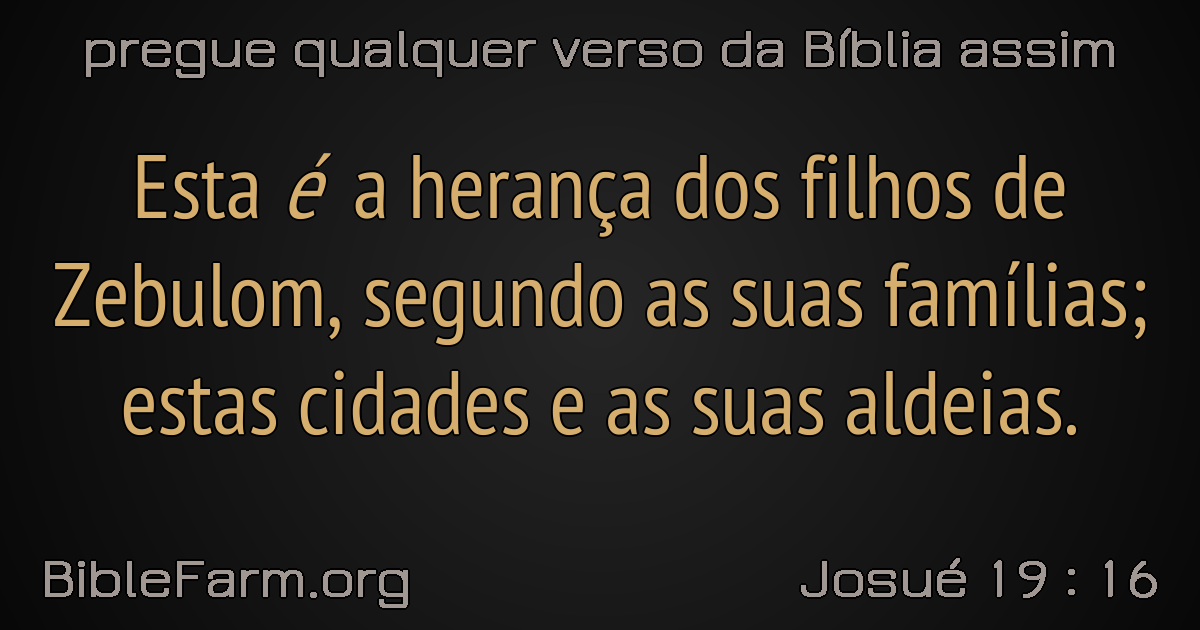 pregue qualquer verso da Bíblia assim
Esta é a herança dos filhos de
Zebulom, segundo as suas famílias;
estas cidades e as suas aldeias.
BibleFarm.org
Josué 19 : 16